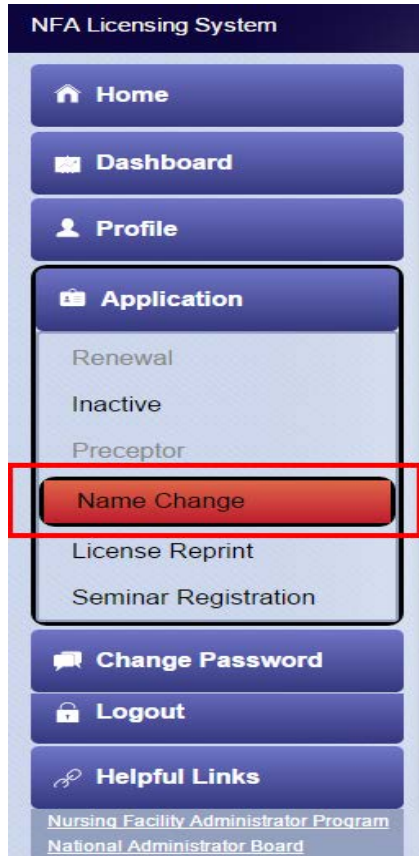 NFA Licensing System
Home
Dashboard
Profile
Application
Renewal
Inactive
Preceptor
Name Change
License Reprint
Seminar Registration
Change Password
Logout
Helpful Links
Nursing Facility Administrator Program
National Administrator Board